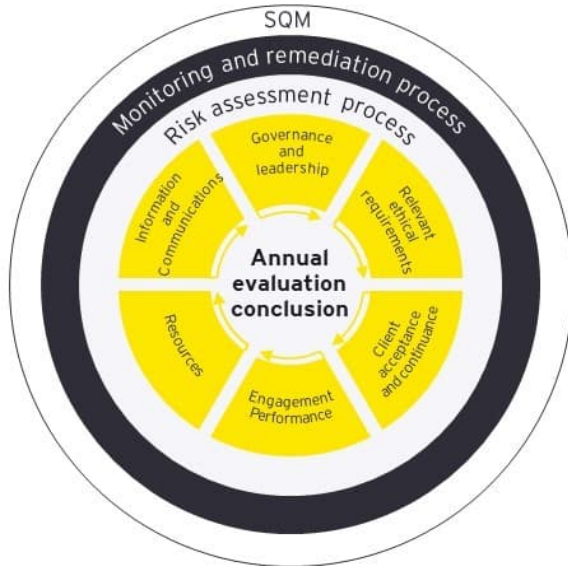 SQM
Monitoring and remediation process
Risk assessment process
Governance
and
leadership
Relevant
ethical
requirements
Client
acceptance
and continuance
Engagement
Performance
Resources
Information
and
Communications
Annual
evaluation
conclusion